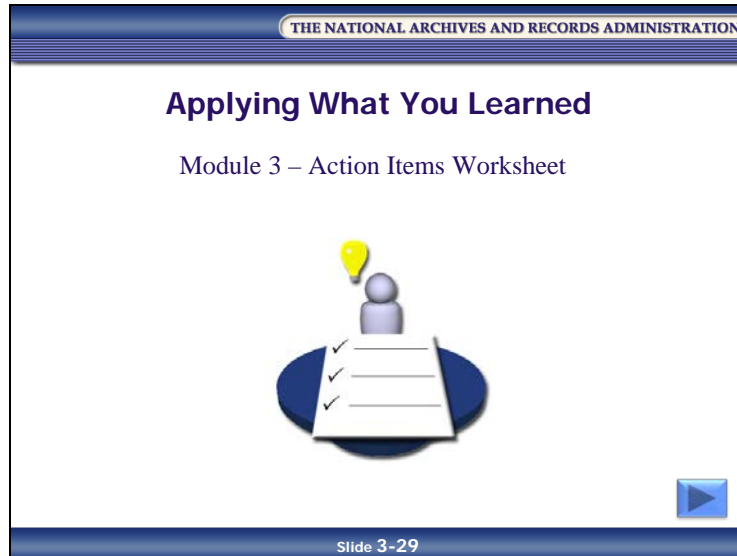 THE NATIONAL ARCHIVES AND RECORDS ADMINISTRATION
Applying What You Learned
Module 3 – Action Items Worksheet
Slide 3-29